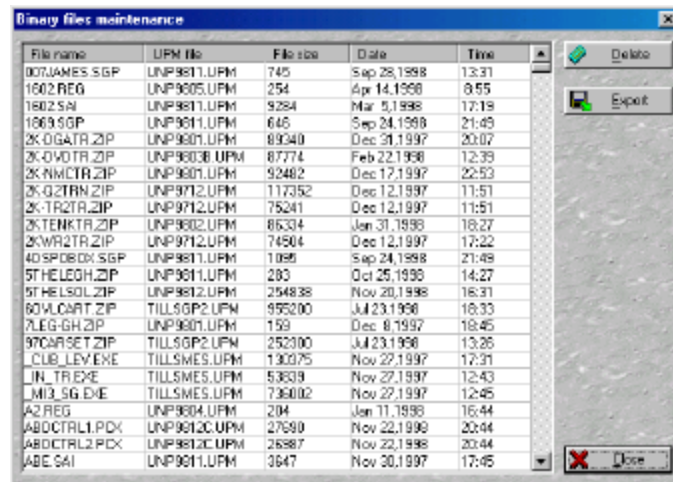 Binary files maintenance
File name UPM file File size Date Time
007JAMES.SGP UNP9811.UPM 745 Sep 28,1998 13:31
1602.REG UNP9805.UPM 254 Apr 14,1998 8:55
1602.SAI UNP9811.UPM 9284 Mar 5,1998 17:19
1869.SGP UNP9811.UPM 646 Sep 24,1998 21:49
2K-DGATR.ZIP UNP9801.UPM 89340 Dec 31,1997 20:07
2K-DVDTR.ZIP UNP9803B.UPM 87774 Feb 22,1998 12:39
2K-NMCTR.ZIP UNP9801.UPM 92482 Dec 17,1997 22:53
2K-Q2TRN.ZIP UNP9712.UPM 117352 Dec 12,1997 11:51
2K-TR2TR.ZIP UNP9712.UPM 75241 Dec 12,1997 11:51
2KTENKTR.ZIP UNP9802.UPM 86334 Jan 31,1998 18:27
2KWR2TR.ZIP UNP9712.UPM 74504 Dec 12,1997 17:22
4DSPDBOX.SGP UNP9811.UPM 1095 Sep 24,1998 21:49
5THELEGH.ZIP UNP9811.UPM 283 Oct 25,1998 14:27
5THELSOL.ZIP UNP9812.UPM 254838 Nov 20,1998 16:31
60VLCART.ZIP TILLSGP2.UPM 955200 Jul 23,1998 18:33
7LEG-GH.ZIP UNP9801.UPM 159 Dec 8,1997 18:45
97CARSET.ZIP TILLSGP2.UPM 252300 Jul 23,1998 13:26
_CUB_LEV.EXE TILLSMES.UPM 130375 Nov 27,1997 17:31
_IN_TR.EXE TILLSMES.UPM 53839 Nov 27,1997 12:43
_MI3_SG.EXE TILLSMES.UPM 736002 Nov 27,1997 12:45
A2.REG UNP9804.UPM 204 Jan 11,1998 16:44
ABDCTRL1.PCX UNP9812C.UPM 27690 Nov 22,1998 20:44
ABDCTRL2.PCX UNP9812C.UPM 26987 Nov 22,1998 20:44
ABE.SAI UNP9811.UPM 3647 Nov 30,1997 17:45
Delete
Export
Close